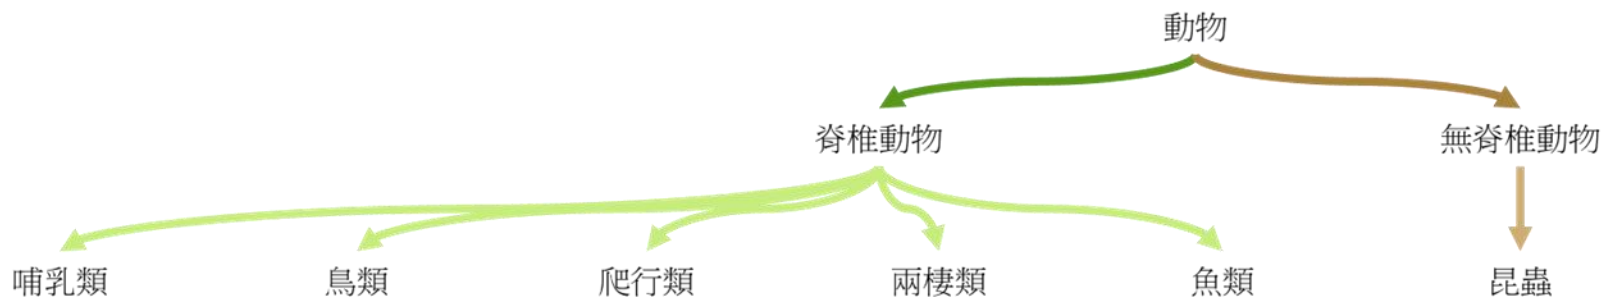 動物
脊椎動物
無脊椎動物
哺乳類
鳥類
爬行類
兩棲類
魚類
昆蟲